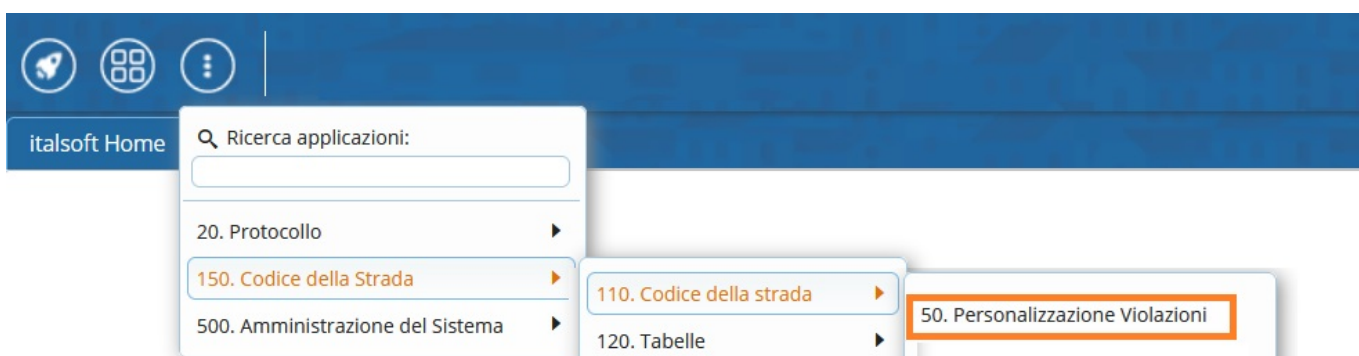 italsoft Home
Ricerca applicazioni:
20. Protocollo
150. Codice della Strada
500. Amministrazione del Sistema
110. Codice della strada
120. Tabelle
50. Personalizzazione Violazioni